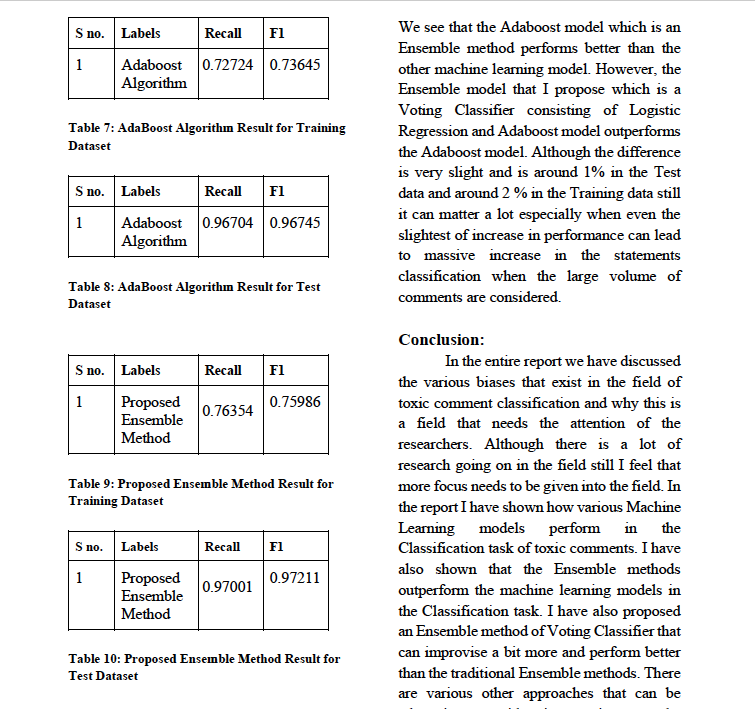 S no. Labels Recall F1
1 Adaboost 0.72724 0.73645
Algorithm
Table 7: AdaBoost Algorithm Result for Training
Dataset
S no. Labels Recall F1
1 Adaboost 0.96704 0.96745
Algorithm
Table 8: AdaBoost Algorithm Result for Test
Dataset
S no. Labels Recall F1
1 Proposed 0.76354 0.75986
Ensemble
Method
Table 9: Proposed Ensemble Method Result for
Training Dataset
S no. Labels Recall F1
1 Proposed 0.97001 0.97211
Ensemble
Method
Table 10: Proposed Ensemble Method Result for
Test Dataset
We see that the Adaboost model which is an
Ensemble method performs better than the
other machine learning model. However, the
Ensemble model that I propose which is a
Voting Classifier consisting of Logistic
Regression and Adaboost model outperforms
the Adaboost model. Although the difference
is very slight and is around 1% in the Test
data and around 2 % in the Training data still
it can matter a lot especially when even the
slightest of increase in performance can lead
to massive increase in the statements
classification when the large volume of
comments are considered.
Conclusion:
In the entire report we have discussed
the various biases that exist in the field of
toxic comment classification and why this is
a field that needs the attention of the
researchers. Although there is a lot of
research going on in the field still I feel that
more focus needs to be given into the field. In
the report I have shown how various Machine
Learning models perform in the
Classification task of toxic comments. I have
also shown that the Ensemble methods
outperform the machine learning models in
the Classification task. I have also proposed
an Ensemble method of Voting Classifier that
can improvise a bit more and perform better
than the traditional Ensemble methods. There
are various other approaches that can be